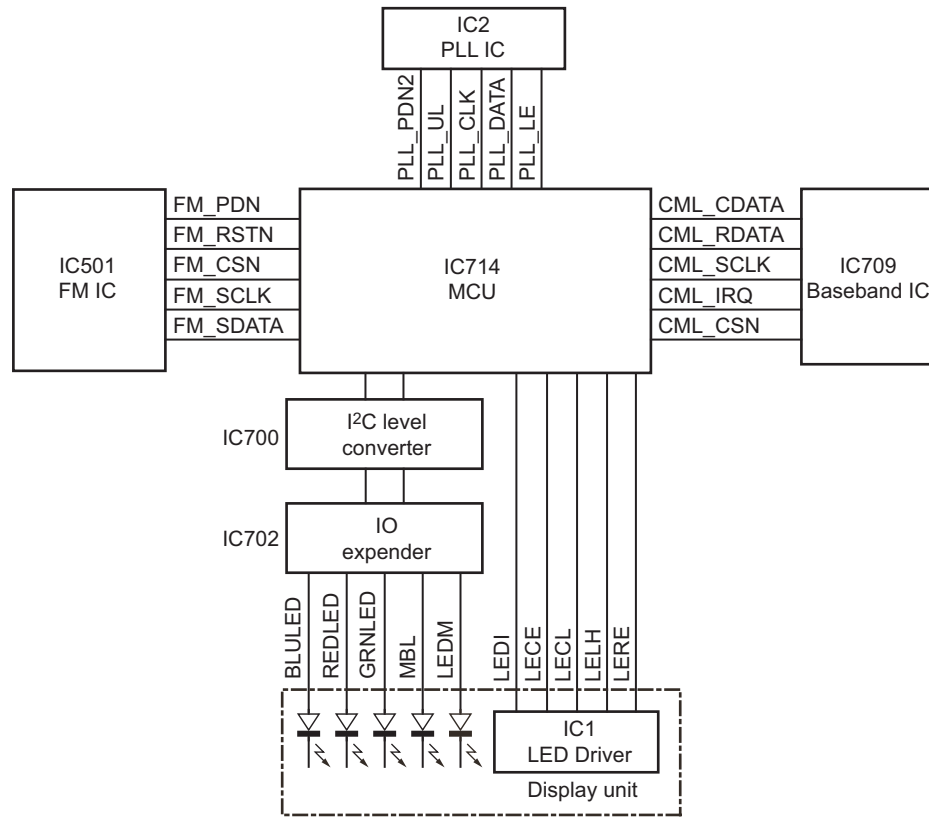 IC2
PLL IC
PLL_PDN2
PLL_UL
PLL_CLK
PLL_DATA
PLL_LE
IC501
FM IC
FM_PDN
FM_RSTN
FM_CSN
FM_SCLK
FM_SDATA
IC714
MCU
CML_CDATA
CML_RDATA
CML_SCLK
CML_IRQ
CML_CSN
IC709
Baseband IC
IC700
I²C level
converter
IC702
IO
expender
BLULED
REDLED
GRNLED
MBL
LEDM
LEDI
LECE
LECL
LELH
LERE
IC1
LED Driver
Display unit